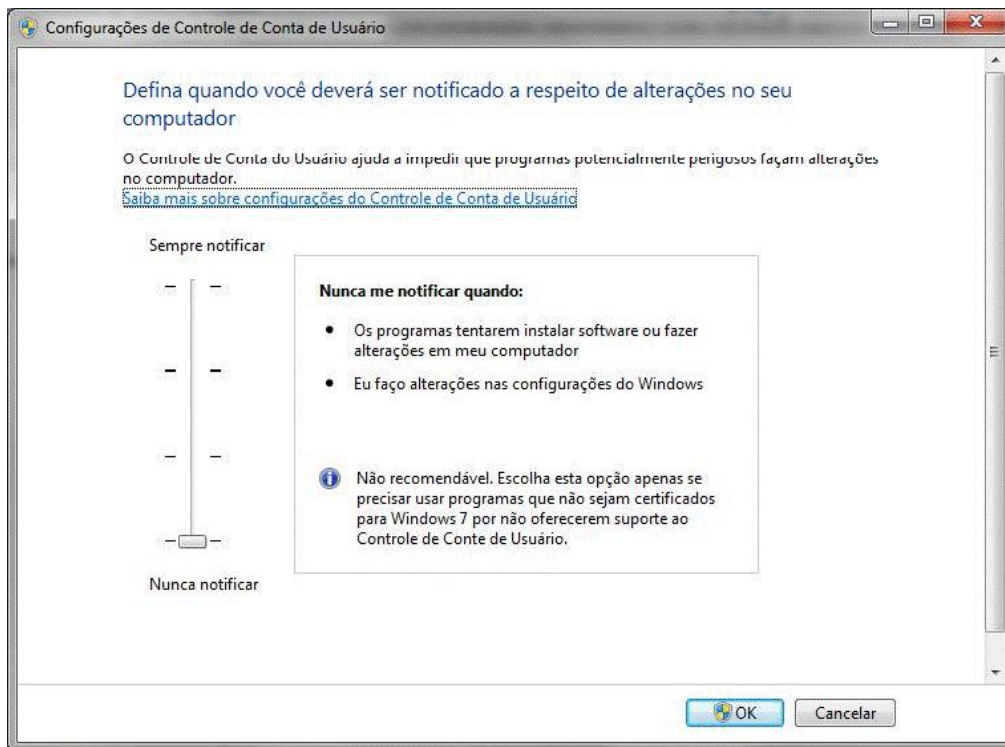 Configurações de Controle de Conta de Usuário
Defina quando você deverá ser notificado a respeito de alterações no seu
computador
O Controle de Conta do Usuário ajuda a impedir que programas potencialmente perigosos façam alterações
no computador.
Saiba mais sobre configurações do Controle de Conta de Usuário
Sempre notificar
Nunca me notificar quando:
• Os programas tentarem instalar software ou fazer
alterações em meu computador
• Eu faço alterações nas configurações do Windows
Não recomendável. Escolha esta opção apenas se
precisar usar programas que não sejam certificados
para Windows 7 por não oferecerem suporte ao
Controle de Conte de Usuário.
Nunca notificar
OK
Cancelar